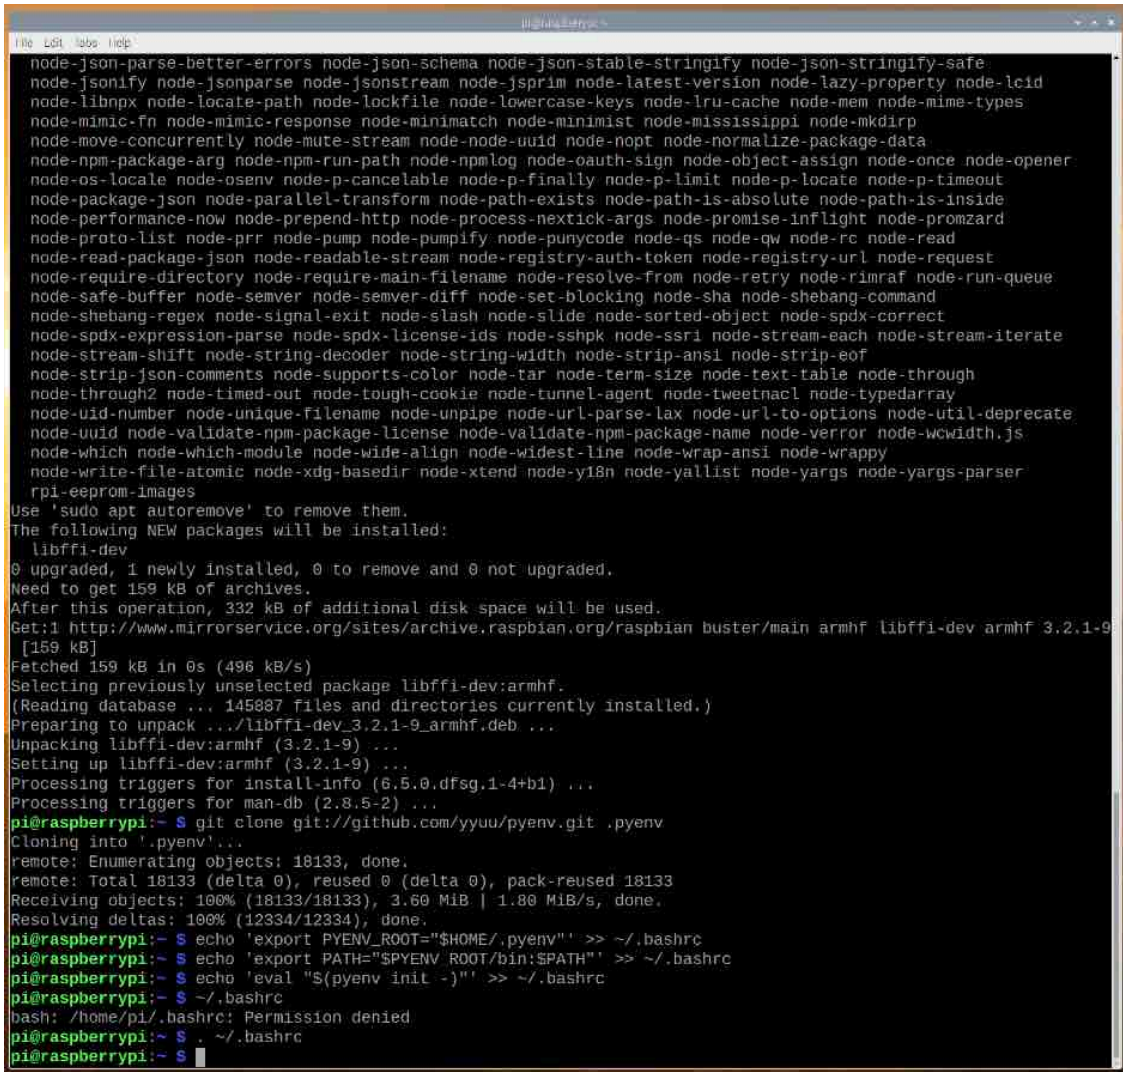 pi@raspberrypi: ~
File Edit Tabs Help
node-json-parse-better-errors node-json-schema node-json-stable-stringify node-json-stringify-safe
node-jsonify node-jsonparse node-jsonstream node-jsprim node-latest-version node-lazy-property node-lcid
node-libnpx node-locate-path node-lockfile node-lowercase-keys node-lru-cache node-mem node-mime-types
node-mimic-fn node-mimic-response node-minimatch node-minimist node-mississippi node-mkdirp
node-move-concurrently node-mute-stream node-node-uuid node-nopt node-normalize-package-data
node-npm-package-arg node-npm-run-path node-npmlog node-oauth-sign node-object-assign node-once node-opener
node-os-locale node-osenv node-p-cancelable node-p-finally node-p-limit node-p-locate node-p-timeout
node-package-json node-parallel-transform node-path-exists node-path-is-absolute node-path-is-inside
node-performance-now node-prepend-http node-process-nextick-args node-promise-inflight node-promzard
node-proto-list node-prr node-pump node-pumpify node-punycode node-qs node-qw node-rc node-read
node-read-package-json node-readable-stream node-registry-auth-token node-registry-url node-request
node-require-directory node-require-main-filename node-resolve-from node-retry node-rimraf node-run-queue
node-safe-buffer node-semver node-semver-diff node-set-blocking node-sha node-shebang-command
node-shebang-regex node-signal-exit node-slash node-slide node-sorted-object node-spdx-correct
node-spdx-expression-parse node-spdx-license-ids node-sshpk node-ssri node-stream-each node-stream-iterate
node-stream-shift node-string-decoder node-string-width node-strip-ansi node-strip-eof
node-strip-json-comments node-supports-color node-tar node-term-size node-text-table node-through
node-through2 node-timed-out node-tough-cookie node-tunnel-agent node-tweetnacl node-typedarray
node-uid-number node-unique-filename node-unpipe node-url-parse-lax node-url-to-options node-util-deprecate
node-uuid node-validate-npm-package-license node-validate-npm-package-name node-verror node-wcwidth.js
node-which node-which-module node-wide-align node-widest-line node-wrap-ansi node-wrappy
node-write-file-atomic node-xdg-basedir node-xtend node-y18n node-yallist node-yargs node-yargs-parser
rpi-eeprom-images
Use 'sudo apt autoremove' to remove them.
The following NEW packages will be installed:
libffi-dev
0 upgraded, 1 newly installed, 0 to remove and 0 not upgraded.
Need to get 159 kB of archives.
After this operation, 332 kB of additional disk space will be used.
Get:1 http://www.mirrorservice.org/sites/archive.raspbian.org/raspbian buster/main armhf libffi-dev armhf 3.2.1-9
[159 kB]
Fetched 159 kB in 0s (496 kB/s)
Selecting previously unselected package libffi-dev:armhf.
(Reading database ... 145887 files and directories currently installed.)
Preparing to unpack .../libffi-dev_3.2.1-9_armhf.deb ...
Unpacking libffi-dev:armhf (3.2.1-9) ...
Setting up libffi-dev:armhf (3.2.1-9) ...
Processing triggers for install-info (6.5.0.dfsg.1-4+b1) ...
Processing triggers for man-db (2.8.5-2) ...
pi@raspberrypi:~ $ git clone git://github.com/yyuu/pyenv.git .pyenv
Cloning into '.pyenv'...
remote: Enumerating objects: 18133, done.
remote: Total 18133 (delta 0), reused 0 (delta 0), pack-reused 18133
Receiving objects: 100% (18133/18133), 3.60 MiB | 1.80 MiB/s, done.
Resolving deltas: 100% (12334/12334), done.
pi@raspberrypi:~ $ echo 'export PYENV_ROOT="$HOME/.pyenv"' >> ~/.bashrc
pi@raspberrypi:~ $ echo 'export PATH="$PYENV_ROOT/bin:$PATH"' >> ~/.bashrc
pi@raspberrypi:~ $ echo 'eval "$(pyenv init -)"' >> ~/.bashrc
pi@raspberrypi:~ $ ~/.bashrc
bash: /home/pi/.bashrc: Permission denied
pi@raspberrypi:~ $ . ~/.bashrc
pi@raspberrypi:~ $